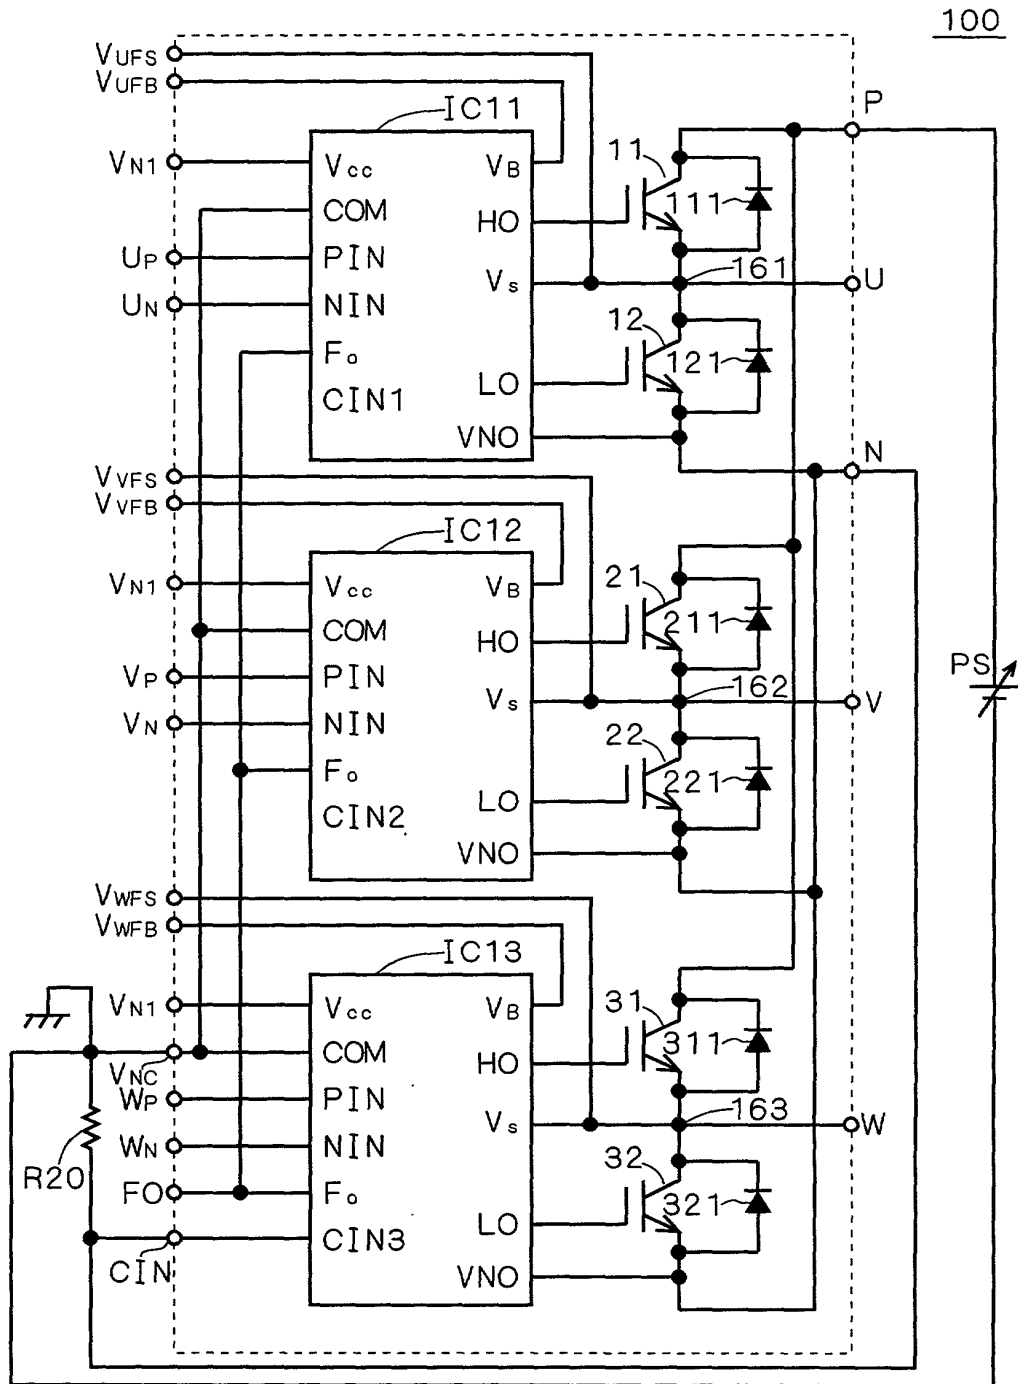 100
VUFS
VUFB
P
IC11
VN1
Vcc
VB
11
COM
HO
111
UP
PIN
Vs
161
U
UN
NIN
12
Fo
121
CIN1
LO
VNO
N
VVFS
VVFB
IC12
VN1
Vcc
VB
21
COM
HO
211
VP
PIN
PS
Vs
162
V
VN
NIN
22
Fo
221
CIN2
LO
VNO
VWFS
VWFB
IC13
VN1
Vcc
VB
31
COM
HO
311
VNC
WP
PIN
Vs
163
W
WN
NIN
32
R20
FO
Fo
321
LO
CIN3
CIN
VNO